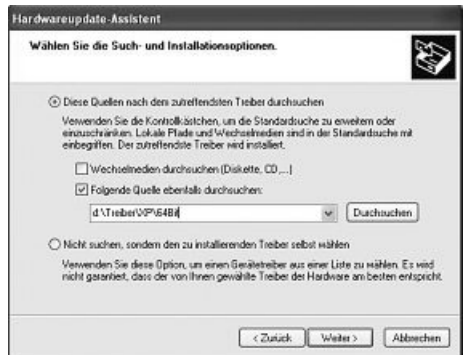 Hardwareupdate-Assistent
Wählen Sie die Such- und Installationsoptionen.
Diese Quellen nach dem zutreffendsten Treiber durchsuchen
Verwenden Sie die Kontrollkästchen, um die Standardsuche zu erweitern oder
einzuschränken. Lokale Pfade und Wechselmedien sind in der Standardsuche mit
einbegriffen. Der zutreffendste Treiber wird installiert.
Wechselmedien durchsuchen (Diskette, CD,...)
Folgende Quelle ebenfalls durchsuchen:
d:\Treiber\XP\64Bit
Durchsuchen
Nicht suchen, sondern den zu installierenden Treiber selbst wählen
Verwenden Sie diese Option, um einen Gerätetreiber aus einer Liste zu wählen. Es wird
nicht garantiert, dass der von Ihnen gewählte Treiber der Hardware am besten entspricht.
< Zurück
Weiter >
Abbrechen